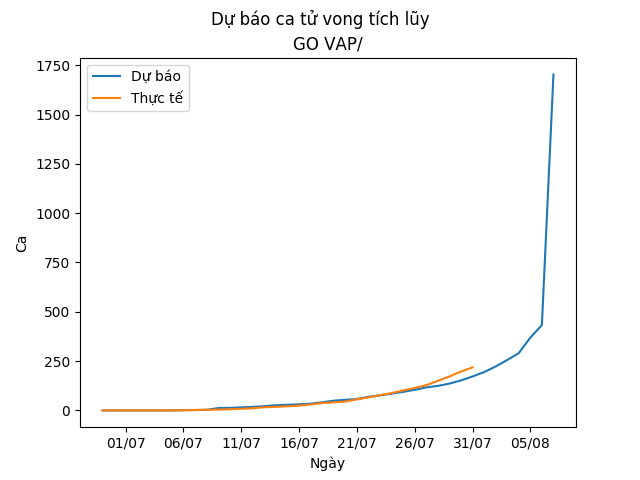 Dự báo ca tử vong tích lũy
GO VAP/
Dự báo
Thực tế
1750
1500
1250
1000
750
500
250
0
Ca
01/07 06/07 11/07 16/07 21/07 26/07 31/07 05/08
Ngày